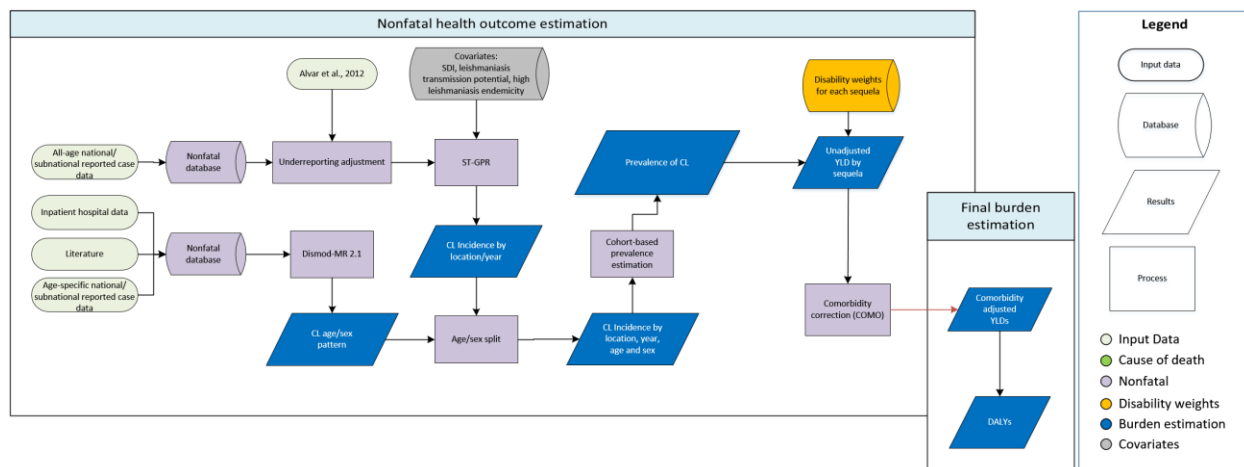 Nonfatal health outcome estimation
Alvar et al., 2012
Covariates:
SDI, leishmaniasis
transmission potential, high
leishmaniasis endemicity
Disability weights
for each sequela
All-age national/
subnational reported case
data
Nonfatal
database
Underreporting adjustment
ST-GPR
Prevalence of CL
Unadjusted
YLD by
sequela
Inpatient hospital data
Literature
Age-specific national/
subnational reported case
data
Nonfatal
database
Dismod-MR 2.1
CL Incidence by
location/year
Cohort-based
prevalence
estimation
CL age/sex
pattern
Age/sex split
CL Incidence by
location, year,
age and sex
Comorbidity
correction (COMO)
Final burden
estimation
Comorbidity
adjusted
YLDs
DALYs
Legend
Input data
Database
Results
Process
Input Data
Cause of death
Nonfatal
Disability weights
Burden estimation
Covariates